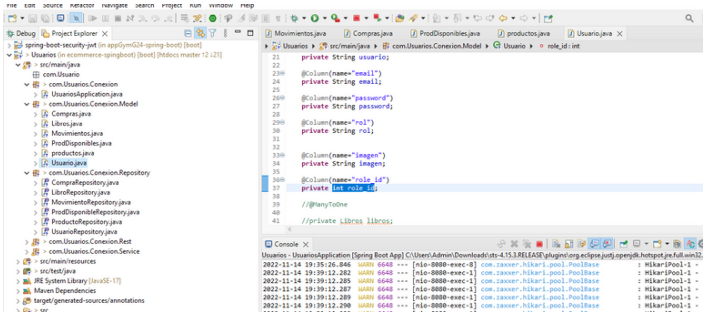 File Edit Source Refactor Navigate Search Project Run Window Help
Debug Project Explorer
spring-boot-security-jwt (in appGymG24-spring-boot) [boot]
Usuarios (in ecommerce-spingboot) [boot] [htdocs master ↑2 ↓21]
src/main/java
com.Usuario
com.Usuarios.Conexion
UsuariosApplication.java
com.Usuarios.Conexion.Model
Compras.java
Libros.java
Movimientos.java
ProdDisponibles.java
productos.java
Usuario.java
com.Usuarios.Conexion.Repository
CompraRepository.java
LibroRepository.java
MovimientoRepository.java
ProdDisponibleRepository.java
ProductoRepository.java
UsuarioRepository.java
com.Usuarios.Conexion.Rest
com.Usuarios.Conexion.Service
src/main/resources
src/test/java
JRE System Library [JavaSE-17]
Maven Dependencies
target/generated-sources/annotations
src
Movimientos.java Compras.java ProdDisponibles.java productos.java Usuario.java
Usuarios src/main/java com.Usuarios.Conexion.Model Usuario role_id : int
21 private String usuario;
22
23 @Column(name="email")
24 private String email;
25
26 @Column(name="password")
27 private String password;
28
29 @Column(name="rol")
30 private String rol;
31
32
33 @Column(name="imagen")
34 private String imagen;
35
36 @Column(name="role_id")
37 private int role_id;
38
39 //@ManyToOne
40
41 //private Libros libros;
Console
Usuarios - UsuariosApplication [Spring Boot App] C:\Users\Admin\Downloads\sts-4.15.3.RELEASE\plugins\org.eclipse.justj.openjdk.hotspot.jre.full.win32.
2022-11-14 19:35:26.846 WARN 6648 --- [nio-8080-exec-8] com.zaxxer.hikari.pool.PoolBase : HikariPool-1 -
2022-11-14 19:39:12.282 WARN 6648 --- [nio-8080-exec-1] com.zaxxer.hikari.pool.PoolBase : HikariPool-1 -
2022-11-14 19:39:12.285 WARN 6648 --- [nio-8080-exec-1] com.zaxxer.hikari.pool.PoolBase : HikariPool-1 -
2022-11-14 19:39:12.287 WARN 6648 --- [nio-8080-exec-1] com.zaxxer.hikari.pool.PoolBase : HikariPool-1 -
2022-11-14 19:39:12.289 WARN 6648 --- [nio-8080-exec-1] com.zaxxer.hikari.pool.PoolBase : HikariPool-1 -
2022-11-14 19:39:12.290 WARN 6648 --- [nio-8080-exec-1] com.zaxxer.hikari.pool.PoolBase : HikariPool-1 -